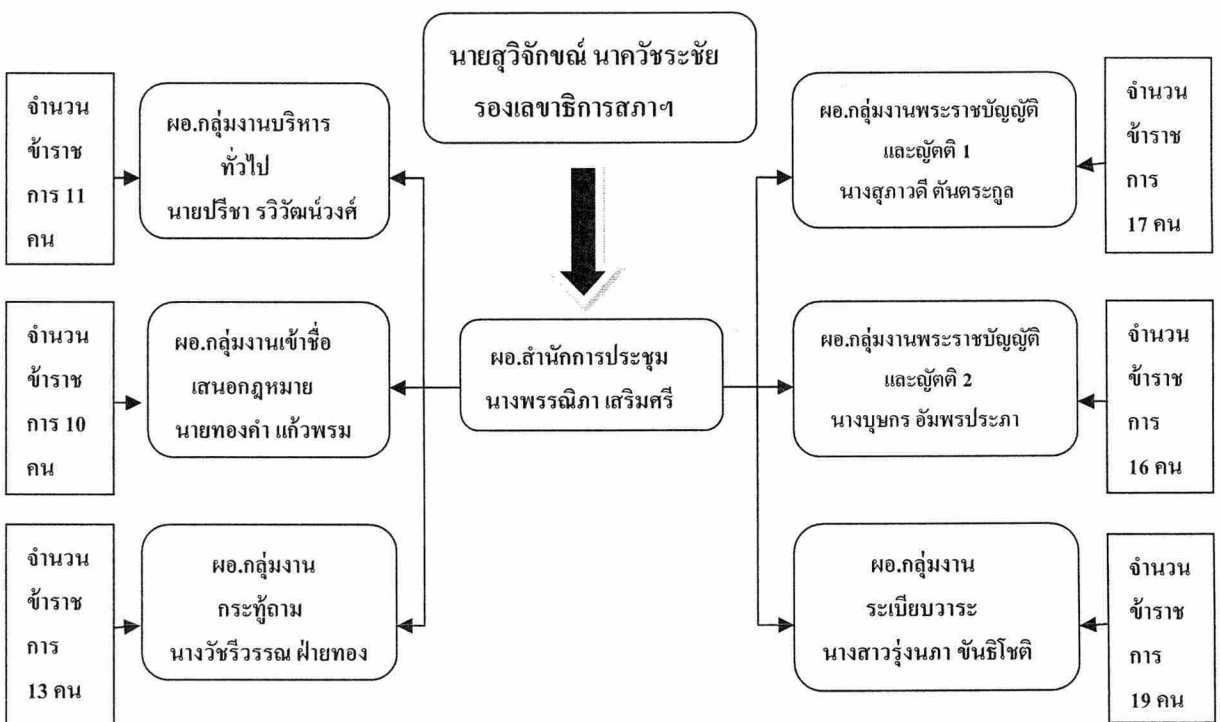 นายสุวิจักขณ์ นาควัชระชัย
รองเลขาธิการสภาฯ
จำนวน
ข้าราช
การ 11
คน
ผอ.กลุ่มงานบริหาร
ทั่วไป
นายปรีชา รวิวัฒน์วงศ์
ผอ.กลุ่มงานพระราชบัญญัติ
และญัตติ 1
นางสุภาวดี ตันตระกูล
จำนวน
ข้าราช
การ
17 คน
จำนวน
ข้าราช
การ 10
คน
ผอ.กลุ่มงานเข้าชื่อ
เสนอกฎหมาย
นายทองคำ แก้วพรม
ผอ.สำนักการประชุม
นางพรรณิภา เสริมศรี
ผอ.กลุ่มงานพระราชบัญญัติ
และญัตติ 2
นางบุษกร อัมพรประภา
จำนวน
ข้าราช
การ
16 คน
จำนวน
ข้าราช
การ
13 คน
ผอ.กลุ่มงาน
กระทู้ถาม
นางวัชรีวรรณ ฝ่ายทอง
ผอ.กลุ่มงาน
ระเบียบวาระ
นางสาวรุ่งนภา ขันธิโชติ
จำนวน
ข้าราช
การ
19 คน